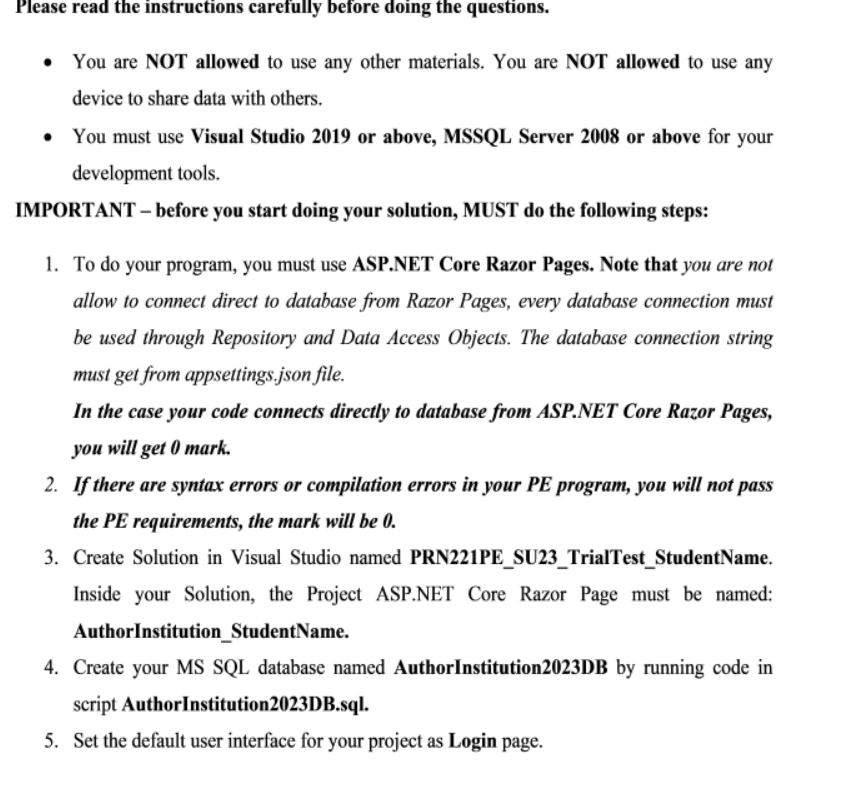 Please read the instructions carefully before doing the questions.
• You are NOT allowed to use any other materials. You are NOT allowed to use any
device to share data with others.
• You must use Visual Studio 2019 or above, MSSQL Server 2008 or above for your
development tools.
IMPORTANT – before you start doing your solution, MUST do the following steps:
1. To do your program, you must use ASP.NET Core Razor Pages. Note that you are not
allow to connect direct to database from Razor Pages, every database connection must
be used through Repository and Data Access Objects. The database connection string
must get from appsettings.json file.
In the case your code connects directly to database from ASP.NET Core Razor Pages,
you will get 0 mark.
2. If there are syntax errors or compilation errors in your PE program, you will not pass
the PE requirements, the mark will be 0.
3. Create Solution in Visual Studio named PRN221PE_SU23_TrialTest_StudentName.
Inside your Solution, the Project ASP.NET Core Razor Page must be named:
AuthorInstitution_StudentName.
4. Create your MS SQL database named AuthorInstitution2023DB by running code in
script AuthorInstitution2023DB.sql.
5. Set the default user interface for your project as Login page.